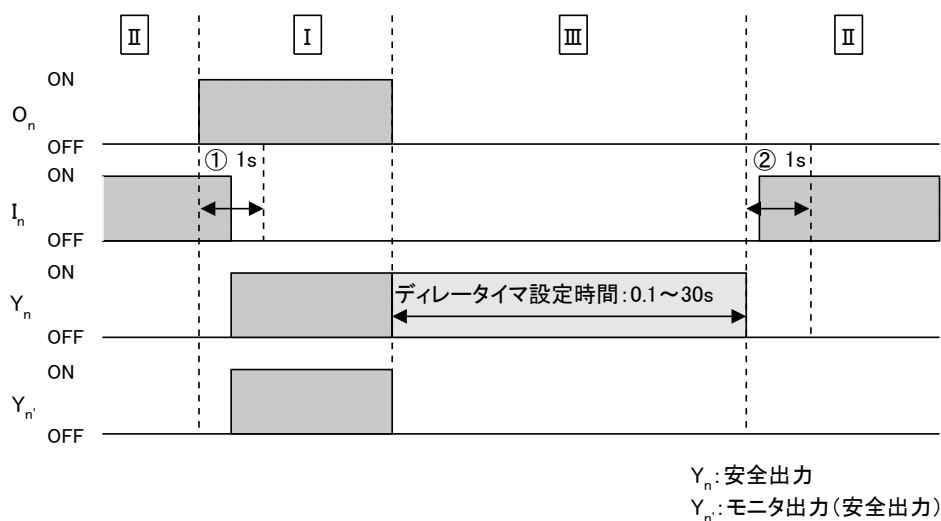 Ⅱ Ⅰ Ⅲ Ⅱ
ON
On
OFF
① 1s ② 1s
ON
In
OFF
ON
Yn
ディレータイマ設定時間:0.1～30s
OFF
ON
Yn'
OFF
Yn:安全出力
Yn':モニタ出力(安全出力)